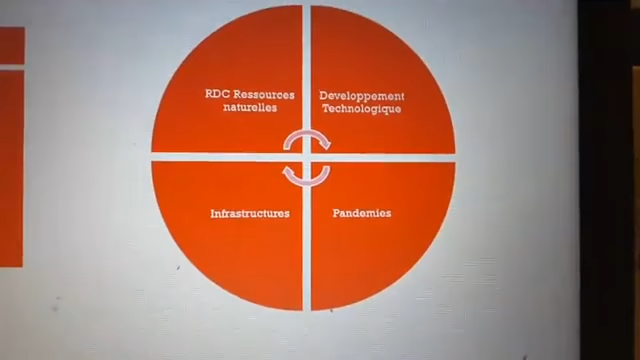 RDC Ressources
naturelles
Developpement
Technologique
Infrastructures
Pandemies